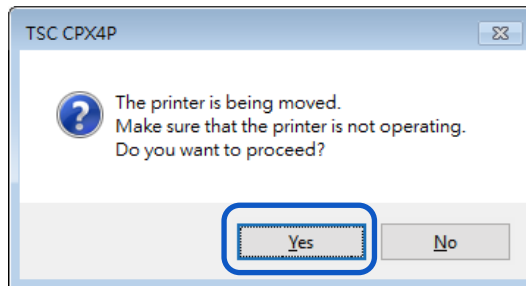 TSC CPX4P
The printer is being moved.
Make sure that the printer is not operating.
Do you want to proceed?
Yes
No